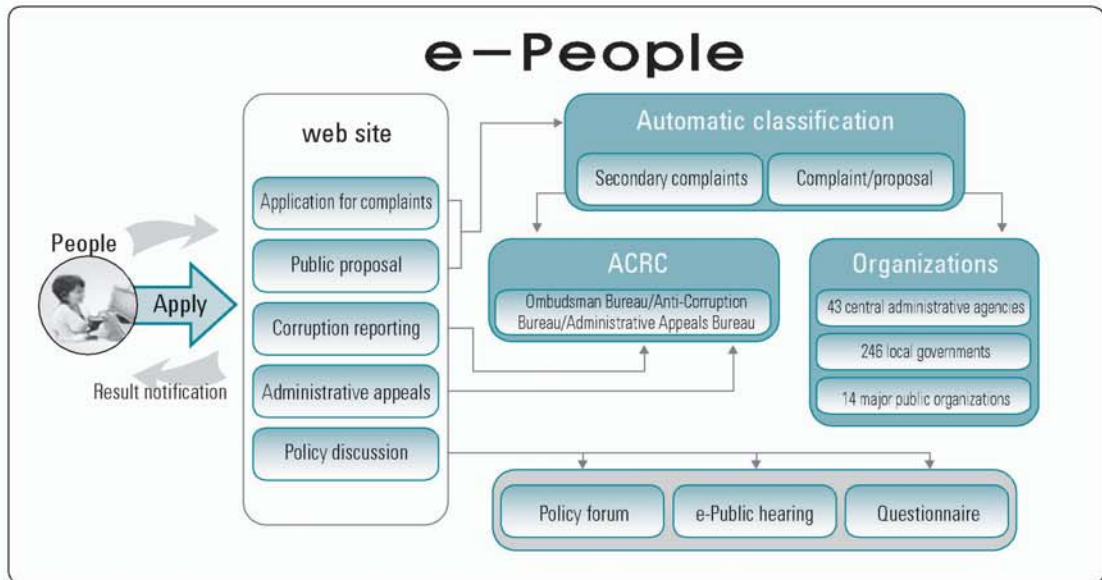 e-People
web site
Application for complaints
Public proposal
Corruption reporting
Administrative appeals
Policy discussion
People
Apply
Result notification
Automatic classification
Secondary complaints
Complaint/proposal
ACRC
Ombudsman Bureau/Anti-Corruption
Bureau/Administrative Appeals Bureau
Organizations
43 central administrative agencies
246 local governments
14 major public organizations
Policy forum
e-Public hearing
Questionnaire